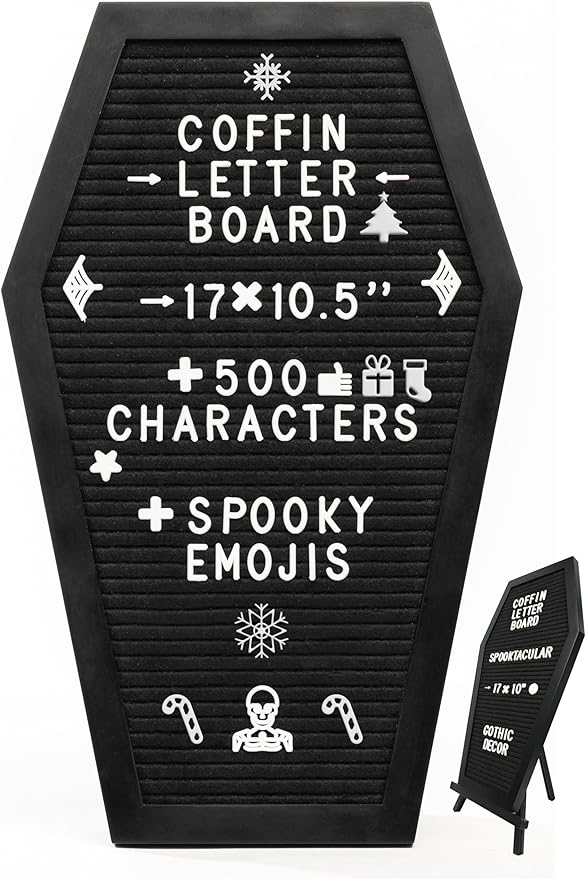 COFFIN
→LETTER←
BOARD
→17×10.5”
+500
CHARACTERS
+SPOOKY
EMOJIS
COFFIN
LETTER
BOARD
SPOOKTACULAR
→17×10"
GOTHIC
DECOR